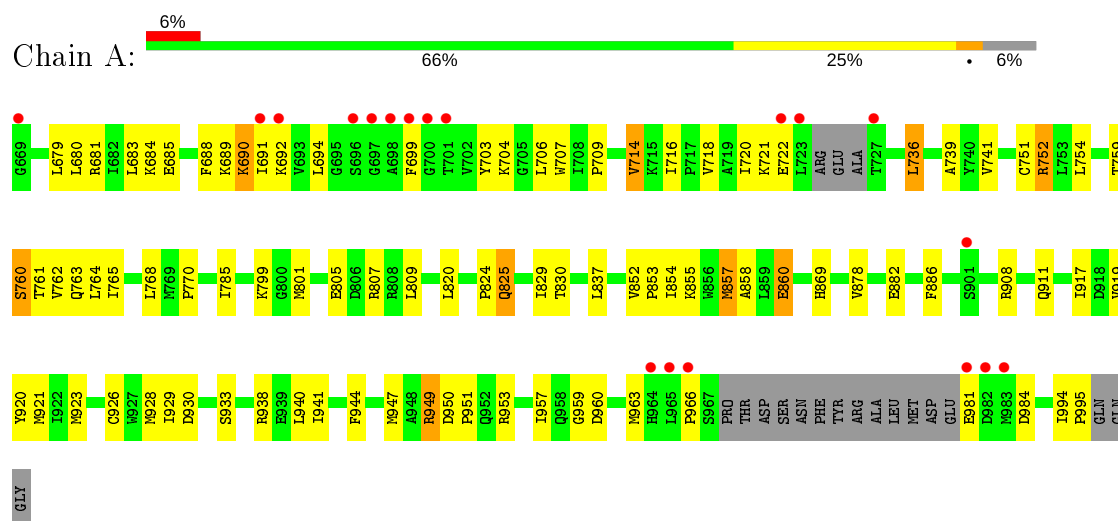 6%
Chain A:
66% 25% • 6%
G669 L679 L680 R681 I682 L683 K684 E685 F688 K689 K690 I691 K692 V693 L694 G695 S696 G697 A698 F699 G700 T701 V702 Y703 K704 G705 L706 W707 I708 P709 V714 K715 I716 P717 V718 A719 I720 K721 E722 L723 ARG GLU ALA T727 L736 A739 Y740 V741 C751 R752 L753 L754 T759
S760 T761 V762 Q763 L764 I765 L768 M769 P770 I785 K799 G800 M801 E805 D806 R807 R808 L809 L820 P824 Q825 I829 T830 L837 V852 P853 I854 K855 W856 M857 A858 L859 E860 H869 V878 E882 F886 S901 R908 Q911 I917 D918 V919
Y920 M921 I922 M923 C926 W927 M928 I929 D930 S933 R938 E939 L940 I941 F944 M947 A948 R949 D950 P951 Q952 R953 I957 Q958 G959 D960 M963 H964 L965 P966 S967 PRO THR ASP SER ASN PHE TYR ARG ALA LEU MET ASP GLU E981 D982 M983 D984 I994 P995 GLN GLN
GLY